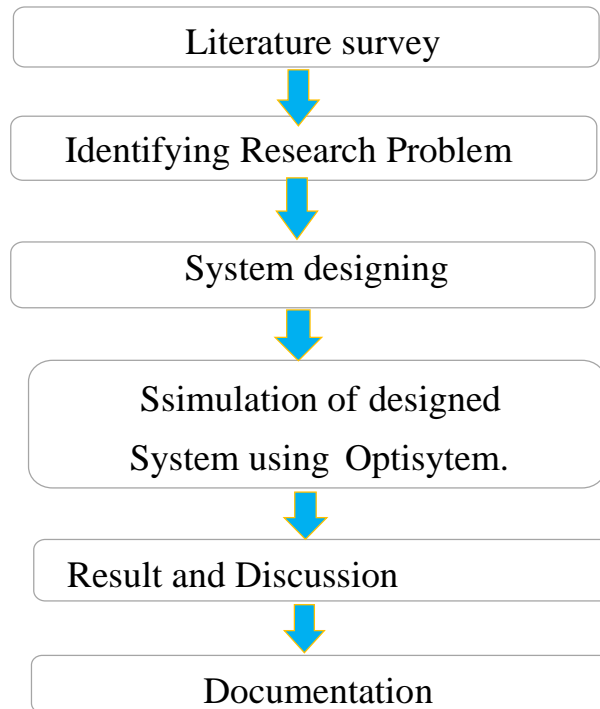 Literature survey
Identifying Research Problem
System designing
Ssimulation of designed
System using Optisytem.
Result and Discussion
Documentation